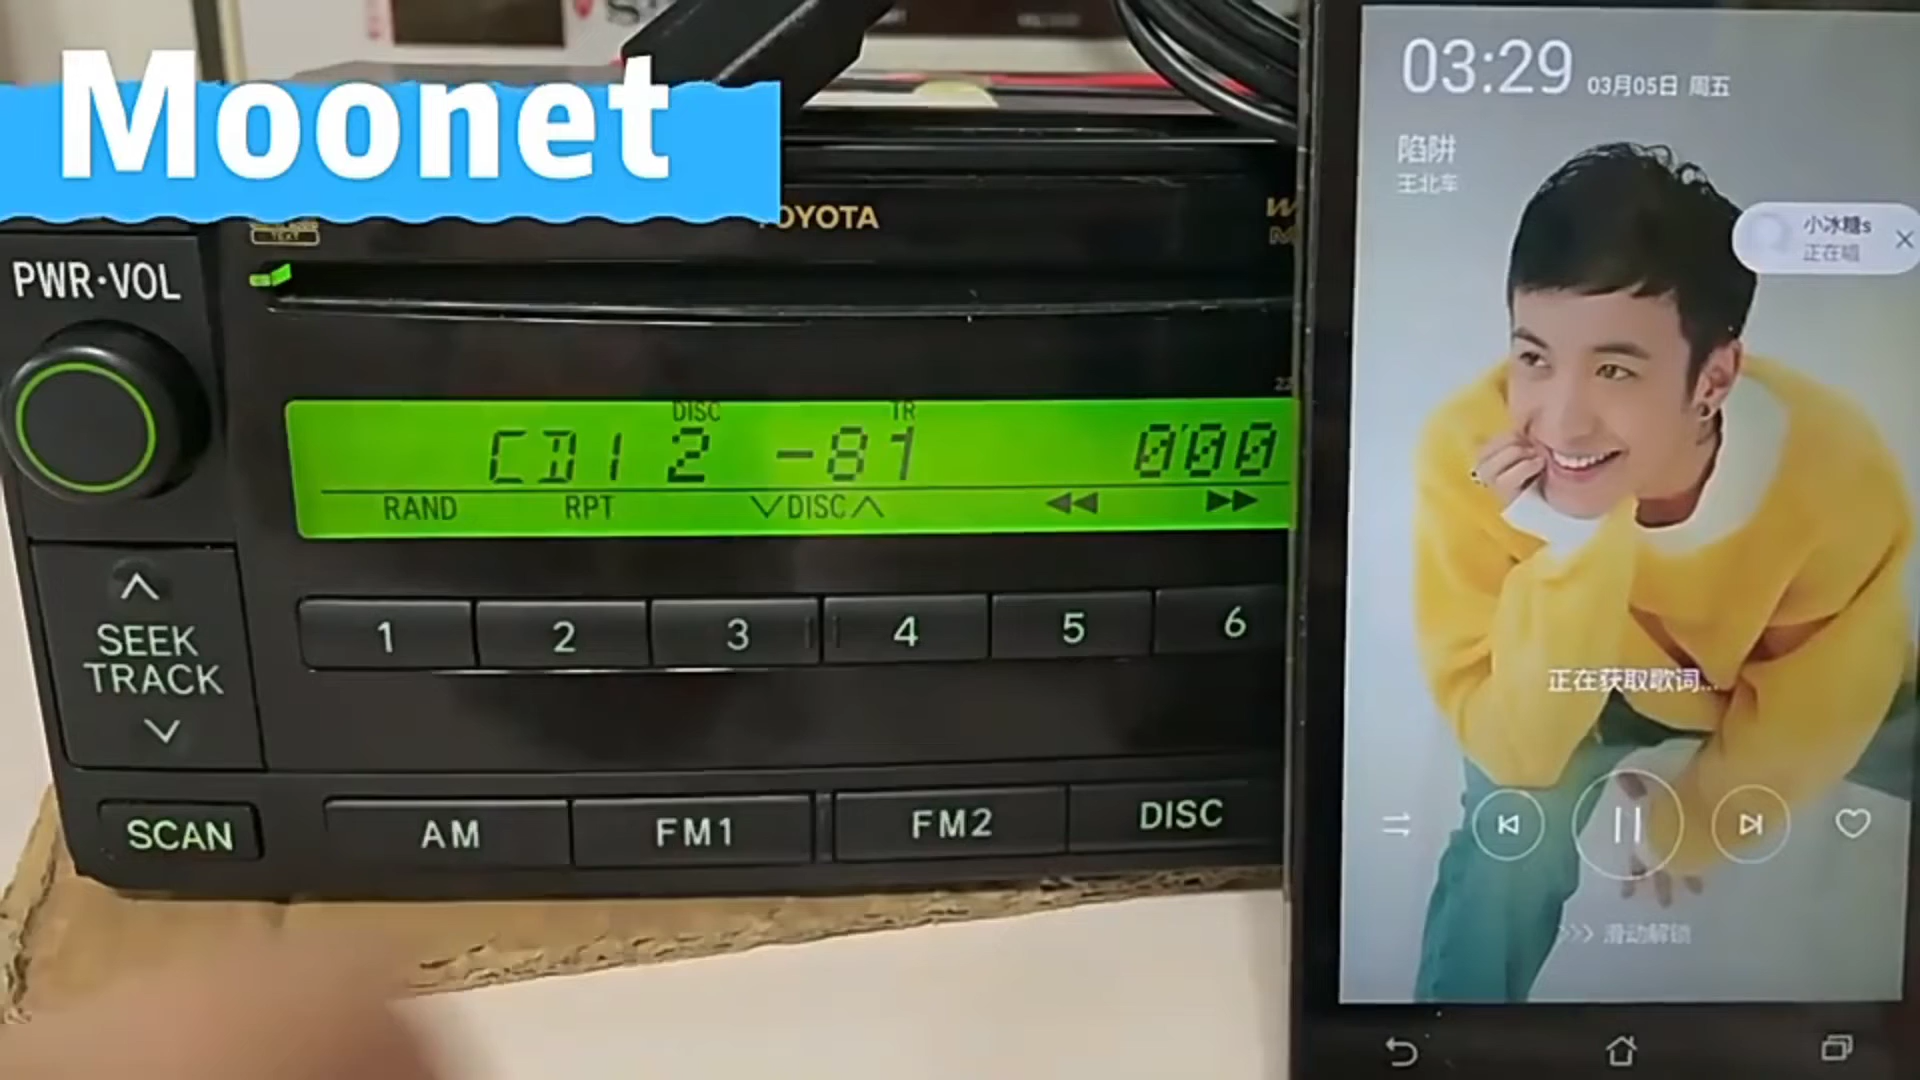 Moonet
TEXT
TOYOTA
PWR·VOL
DISC TR
CD1 2 -81 0'00
RAND RPT ∨DISC∧
∧
SEEK
TRACK
∨
1 2 3 4 5 6
SCAN AM FM1 FM2 DISC
03:29 03月05日 周五
陷阱
王北车
小冰糖s
正在唱
正在获取歌词...
>>> 滑动解锁